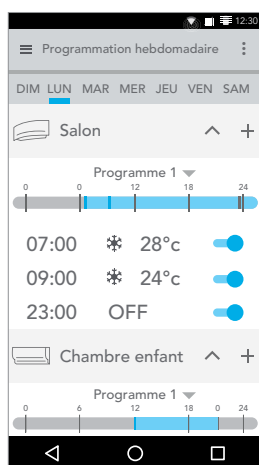 12:30
Programmation hebdomadaire
DIM LUN MAR MER JEU VEN SAM
Salon
Programme 1
0 0 12 18 24
07:00 28°c
09:00 24°c
23:00 OFF
Chambre enfant
Programme 1
0 6 12 18 0 24